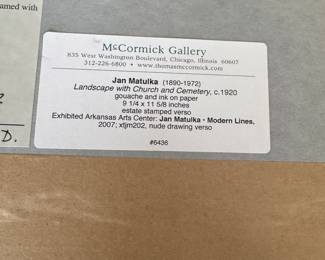 amed with
McCormick Gallery
835 West Washington Boulevard, Chicago, Illinois 60607
312-226-6800 • www.thomasmccormick.com
Jan Matulka (1890-1972)
Landscape with Church and Cemetery, c.1920
gouache and ink on paper
9 1/4 x 11 5/8 inches
estate stamped verso
Exhibited Arkansas Arts Center: Jan Matulka • Modern Lines,
2007; xtjm202, nude drawing verso
#6436
D.